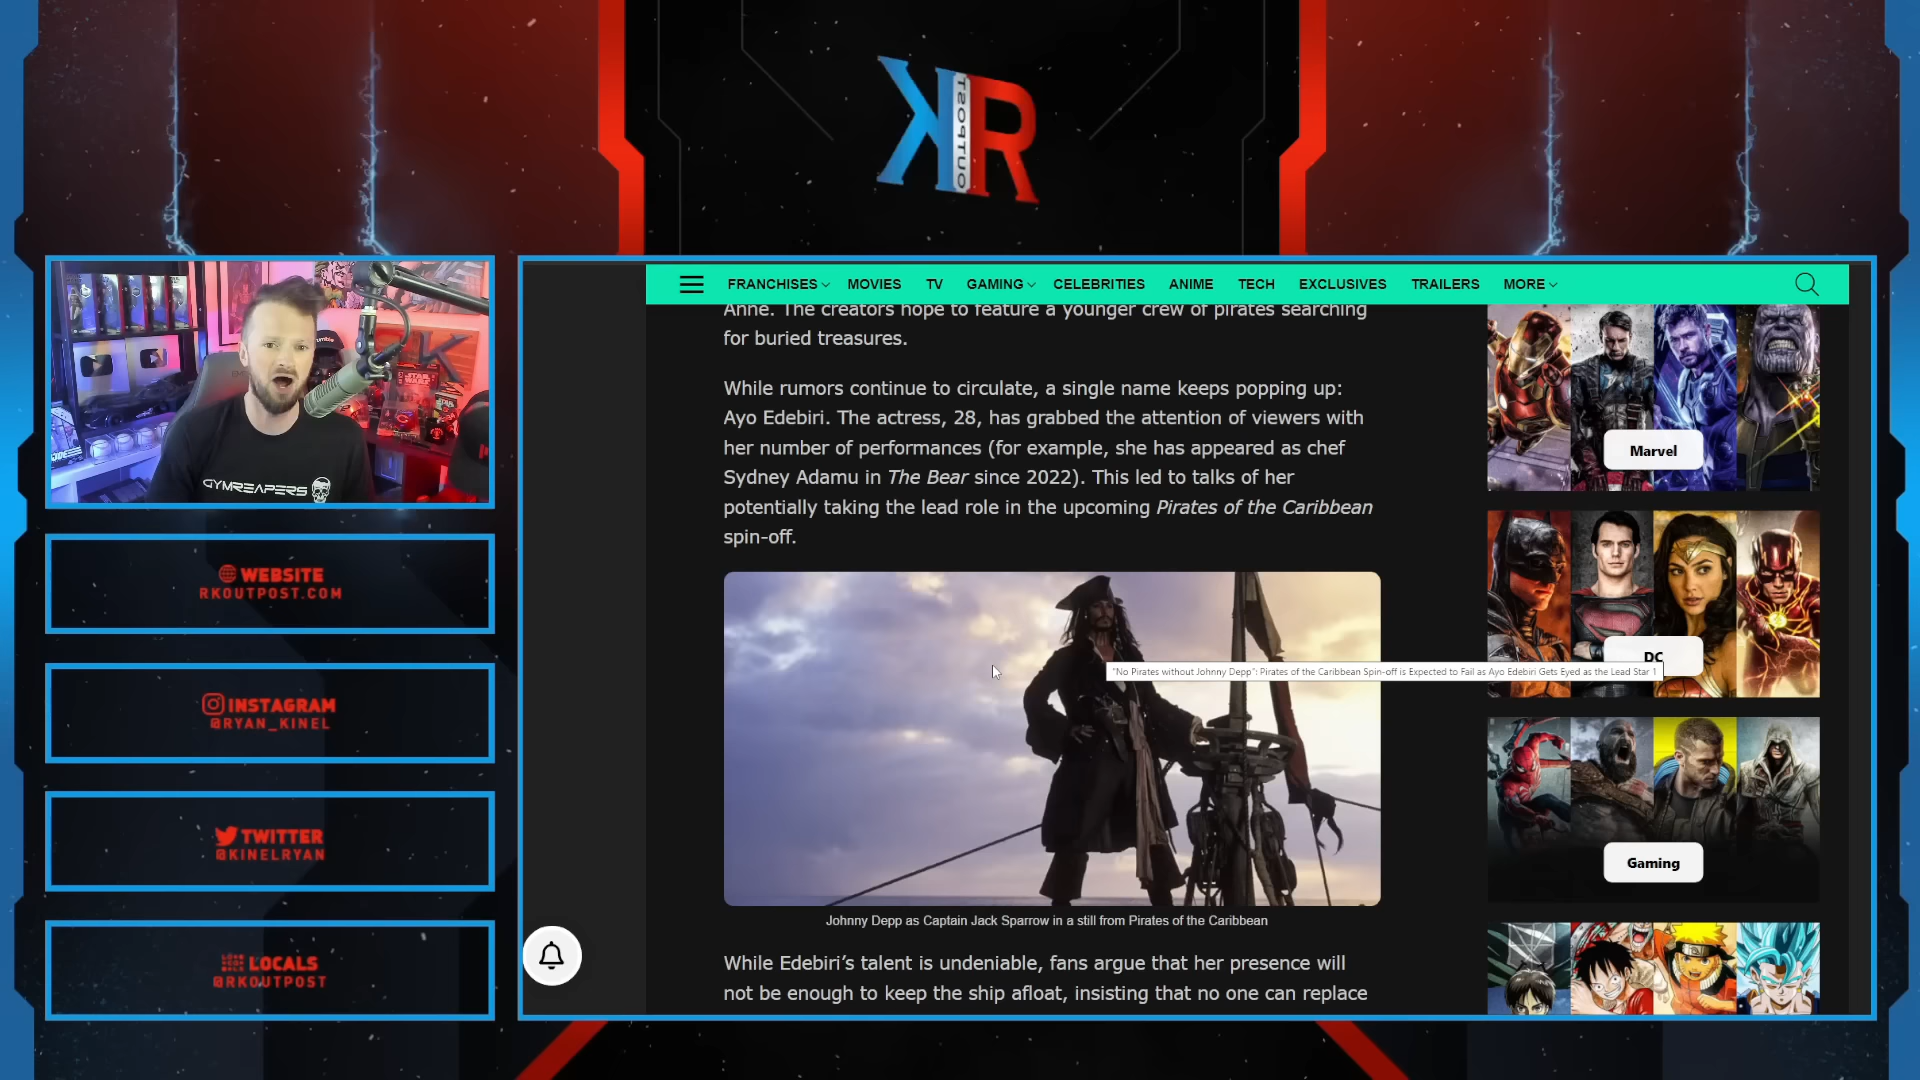 K OUTPOST R
FRANCHISES MOVIES TV GAMING CELEBRITIES ANIME TECH EXCLUSIVES TRAILERS MORE
Anne. The creators hope to feature a younger crew of pirates searching
for buried treasures.
While rumors continue to circulate, a single name keeps popping up:
Ayo Edebiri. The actress, 28, has grabbed the attention of viewers with
her number of performances (for example, she has appeared as chef
Sydney Adamu in The Bear since 2022). This led to talks of her
potentially taking the lead role in the upcoming Pirates of the Caribbean
spin-off.
"No Pirates without Johnny Depp": Pirates of the Caribbean Spin-off is Expected to Fail as Ayo Edebiri Gets Eyed as the Lead Star 1
Johnny Depp as Captain Jack Sparrow in a still from Pirates of the Caribbean
While Edebiri’s talent is undeniable, fans argue that her presence will
not be enough to keep the ship afloat, insisting that no one can replace
Marvel
DC
Gaming
GYMREAPERS
STAR
WARS
WEBSITE
RKOUTPOST.COM
INSTAGRAM
@RYAN_KINEL
TWITTER
@KINELRYAN
LOCALS
@RKOUTPOST